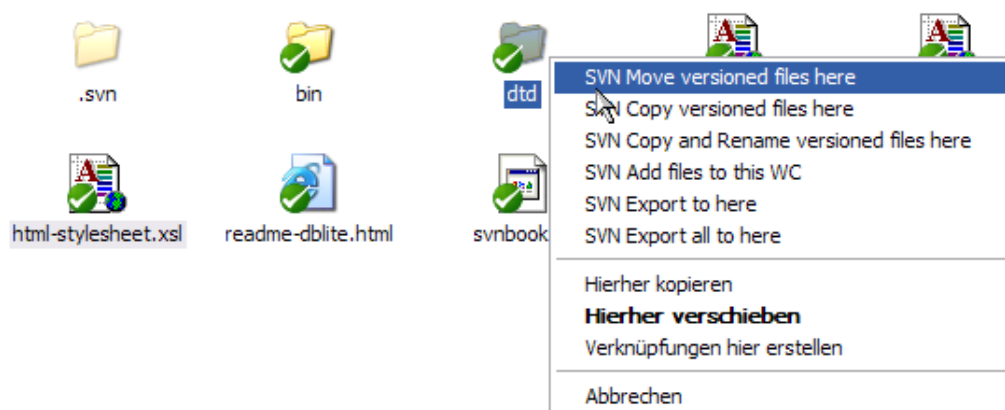 .svn
bin
dtd
html-stylesheet.xsl
readme-dblite.html
svnbook
SVN Move versioned files here
SVN Copy versioned files here
SVN Copy and Rename versioned files here
SVN Add files to this WC
SVN Export to here
SVN Export all to here
Hierher kopieren
Hierher verschieben
Verknüpfungen hier erstellen
Abbrechen